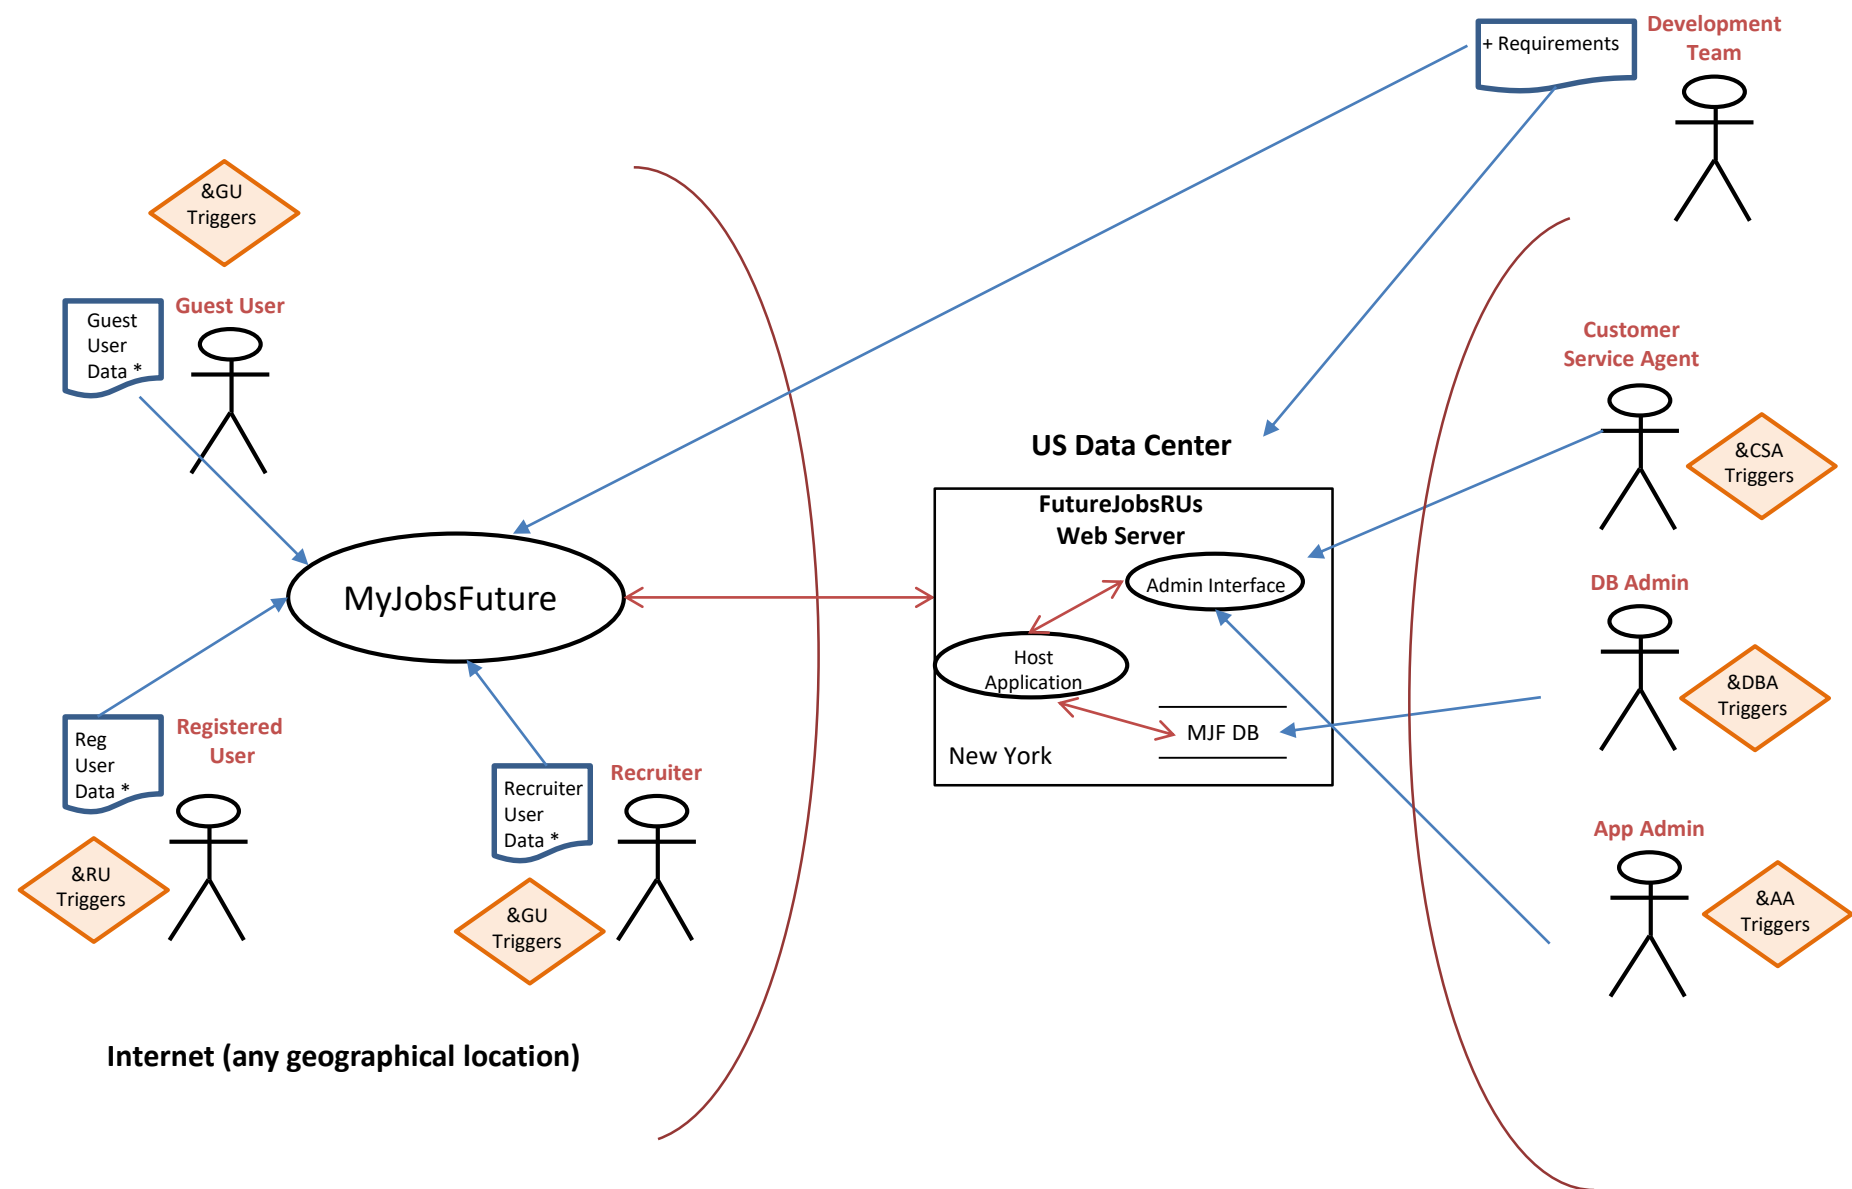 + Requirements
Development
Team
&GU
Triggers
Guest User
Guest
User
Data *
Customer
Service Agent
&CSA
Triggers
US Data Center
FutureJobsRUs
Web Server
Admin Interface
MyJobsFuture
Host
Application
MJF DB
New York
DB Admin
&DBA
Triggers
Registered
User
Reg
User
Data *
&RU
Triggers
Recruiter
Recruiter
User
Data *
&GU
Triggers
App Admin
&AA
Triggers
Internet (any geographical location)